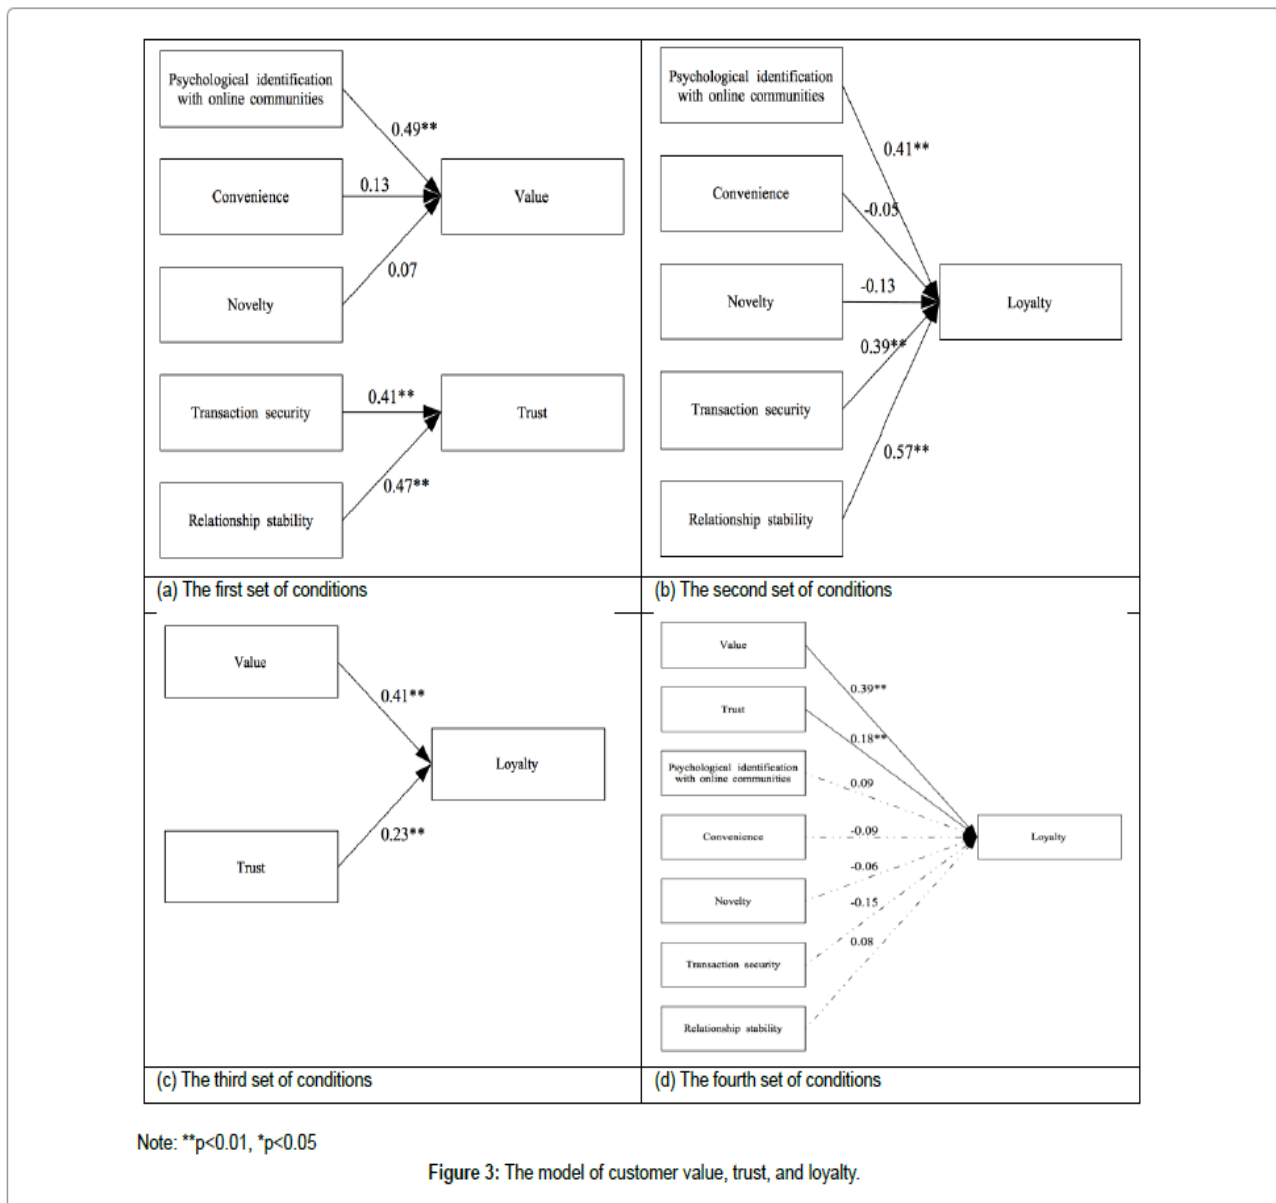 Psychological identification
with online communities
0.49**
Convenience
0.13
Value
0.07
Novelty
Transaction security
0.41**
Trust
0.47**
Relationship stability
(a) The first set of conditions
Psychological identification
with online communities
0.41**
Convenience
-0.05
Novelty
-0.13
Loyalty
0.39**
Transaction security
0.57**
Relationship stability
(b) The second set of conditions
Value
0.41**
Loyalty
0.23**
Trust
(c) The third set of conditions
Value
0.39**
Trust
0.18**
Psychological identification
with online communities
0.09
Convenience
-0.09
Loyalty
-0.06
Novelty
-0.15
0.08
Transaction security
Relationship stability
(d) The fourth set of conditions
Note: **p<0.01, *p<0.05
Figure 3: The model of customer value, trust, and loyalty.